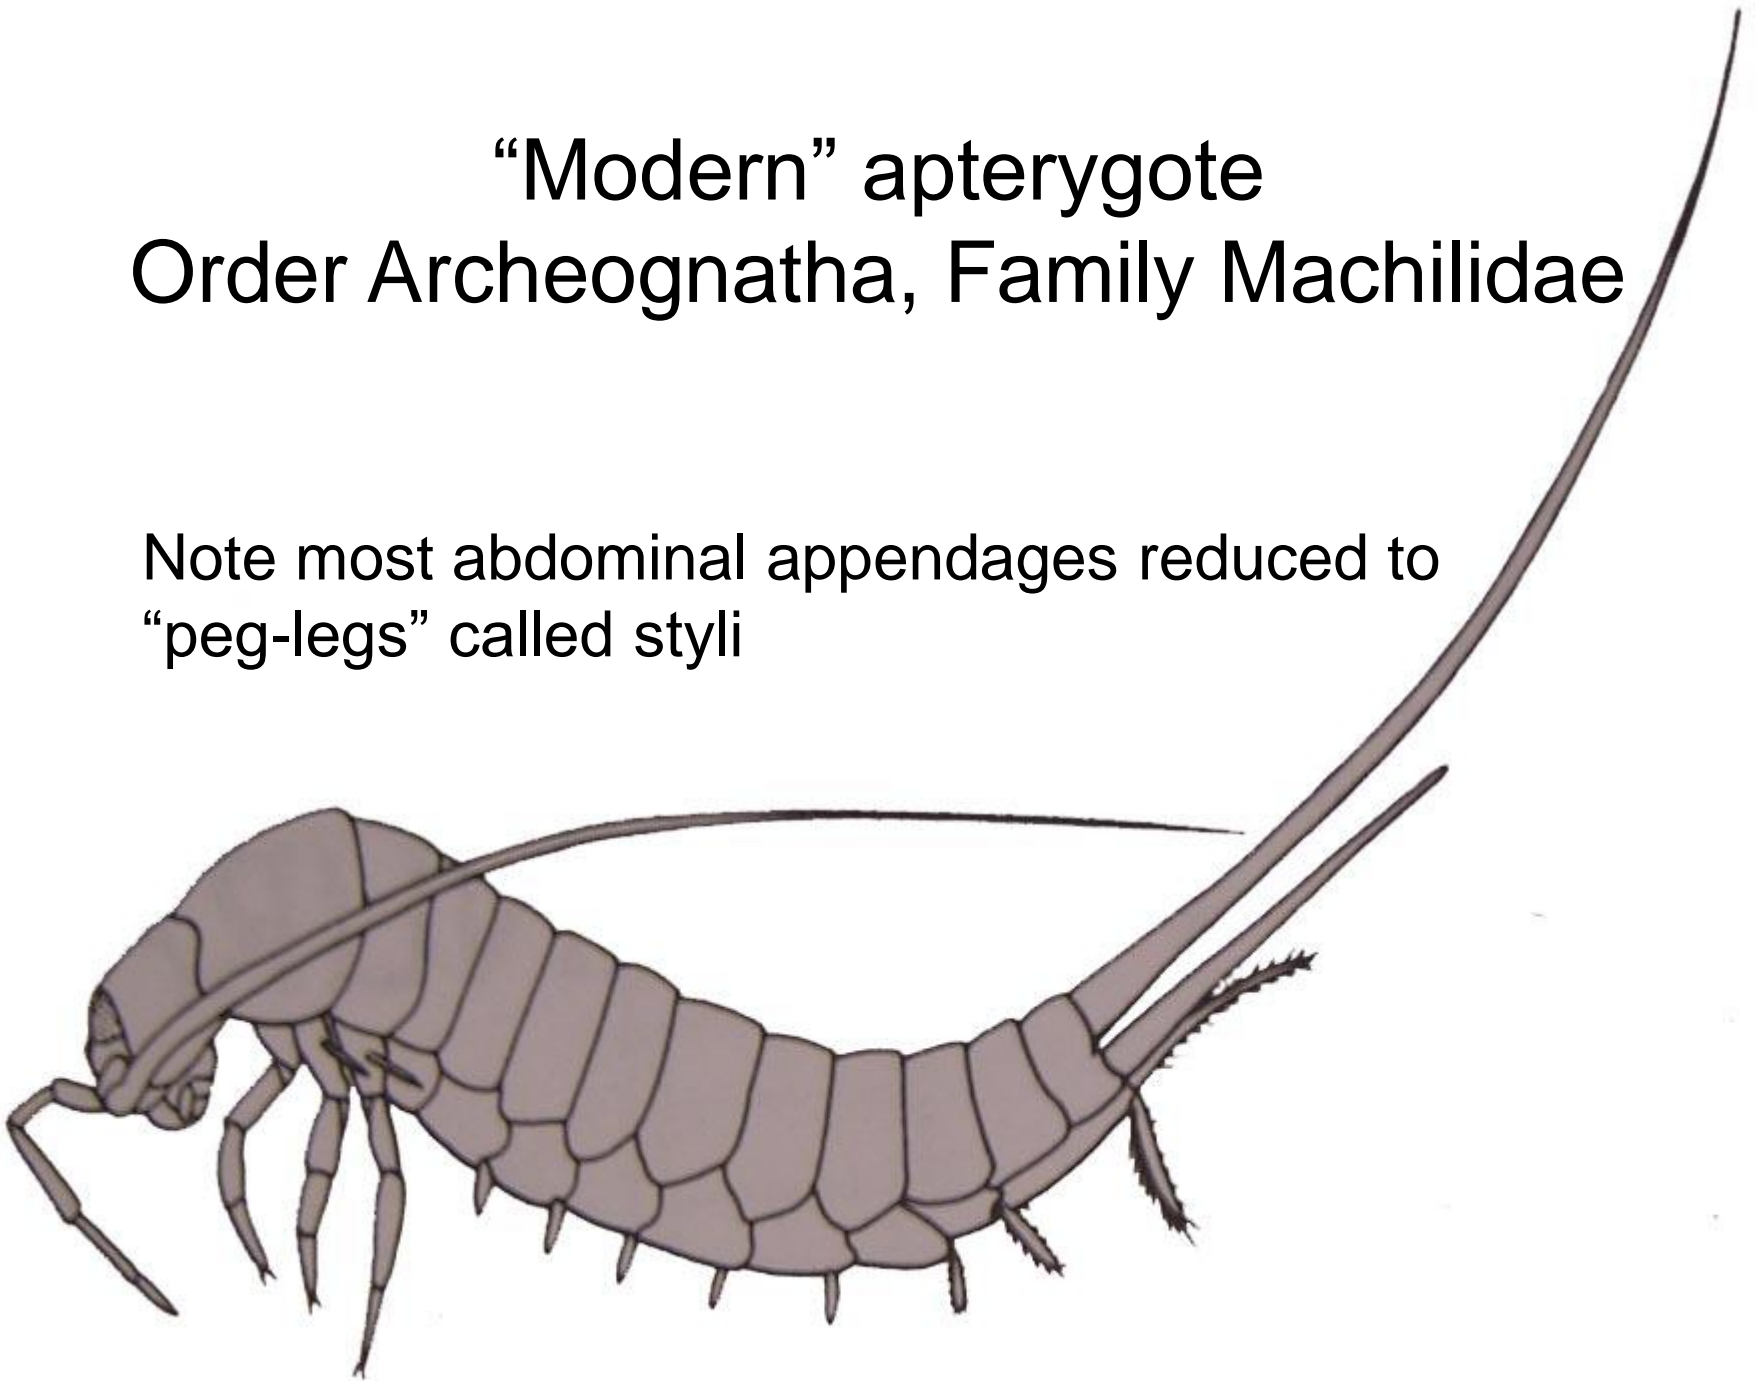 “Modern” apterygote
Order Archeognatha, Family Machilidae
Note most abdominal appendages reduced to
“peg-legs” called styli